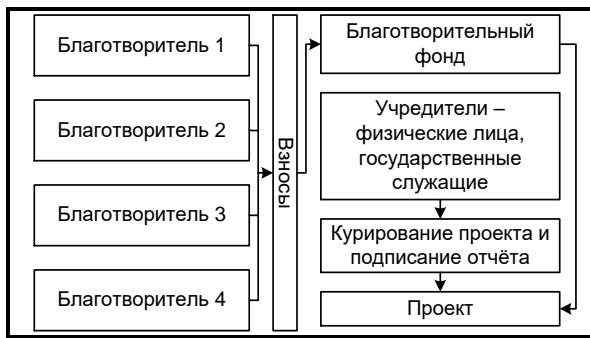 Благотворитель 1
Благотворитель 2
Благотворитель 3
Благотворитель 4
Взносы
Благотворительный
фонд
Учредители –
физические лица,
государственные
служащие
Курирование проекта и
подписание отчёта
Проект